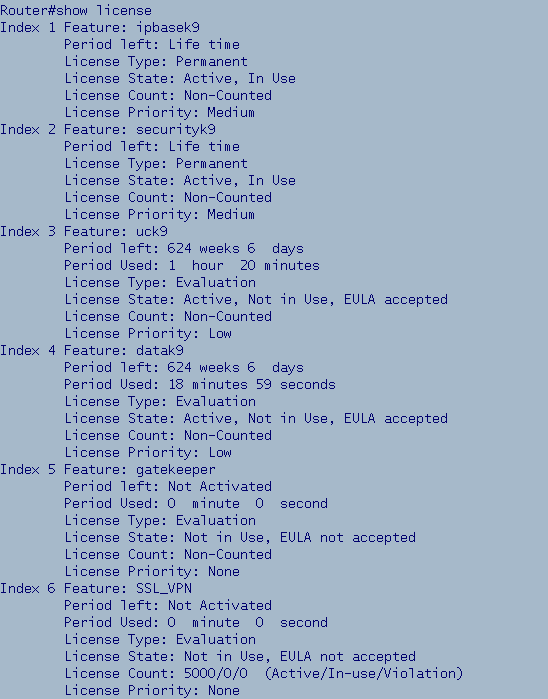 Router#show license
Index 1 Feature: ipbasek9
Period left: Life time
License Type: Permanent
License State: Active, In Use
License Count: Non-Counted
License Priority: Medium
Index 2 Feature: securityk9
Period left: Life time
License Type: Permanent
License State: Active, In Use
License Count: Non-Counted
License Priority: Medium
Index 3 Feature: uck9
Period left: 624 weeks 6  days
Period Used: 1  hour  20 minutes
License Type: Evaluation
License State: Active, Not in Use, EULA accepted
License Count: Non-Counted
License Priority: Low
Index 4 Feature: datak9
Period left: 624 weeks 6  days
Period Used: 18 minutes 59 seconds
License Type: Evaluation
License State: Active, Not in Use, EULA accepted
License Count: Non-Counted
License Priority: Low
Index 5 Feature: gatekeeper
Period left: Not Activated
Period Used: 0  minute  0  second
License Type: Evaluation
License State: Not in Use, EULA not accepted
License Count: Non-Counted
License Priority: None
Index 6 Feature: SSL_VPN
Period left: Not Activated
Period Used: 0  minute  0  second
License Type: Evaluation
License State: Not in Use, EULA not accepted
License Count: 5000/0/0  (Active/In-use/Violation)
License Priority: None